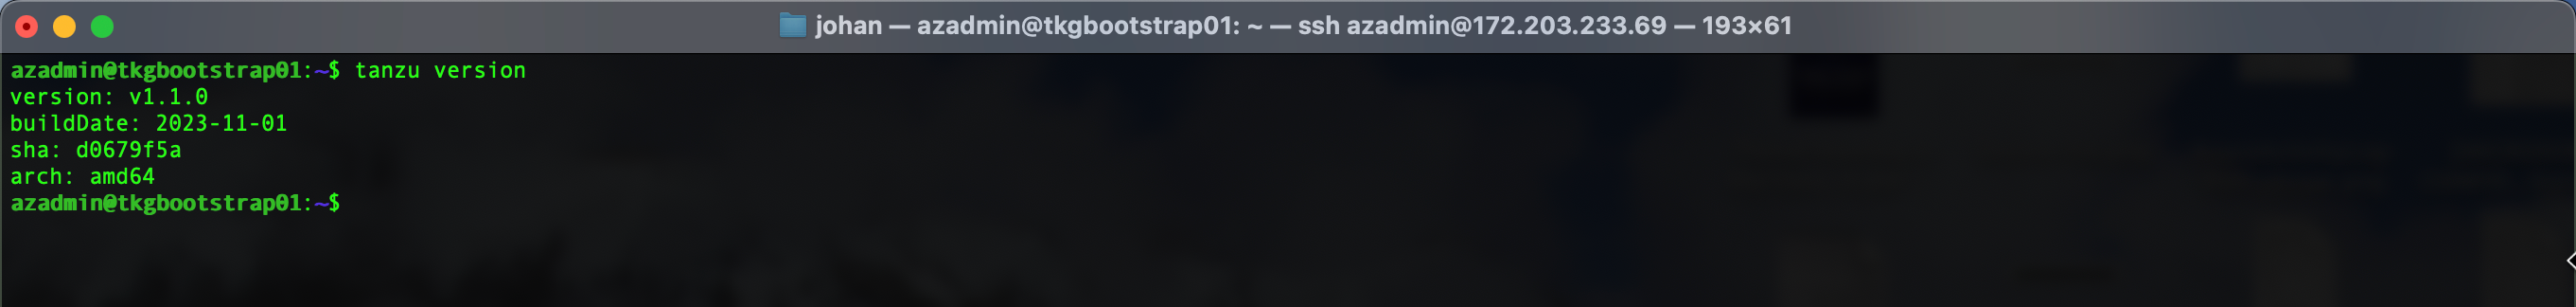 johan — azadmin@tkgbootstrap01: ~ — ssh azadmin@172.203.233.69 — 193×61
azadmin@tkgbootstrap01:~$ tanzu version
version: v1.1.0
buildDate: 2023-11-01
sha: d0679f5a
arch: amd64
azadmin@tkgbootstrap01:~$